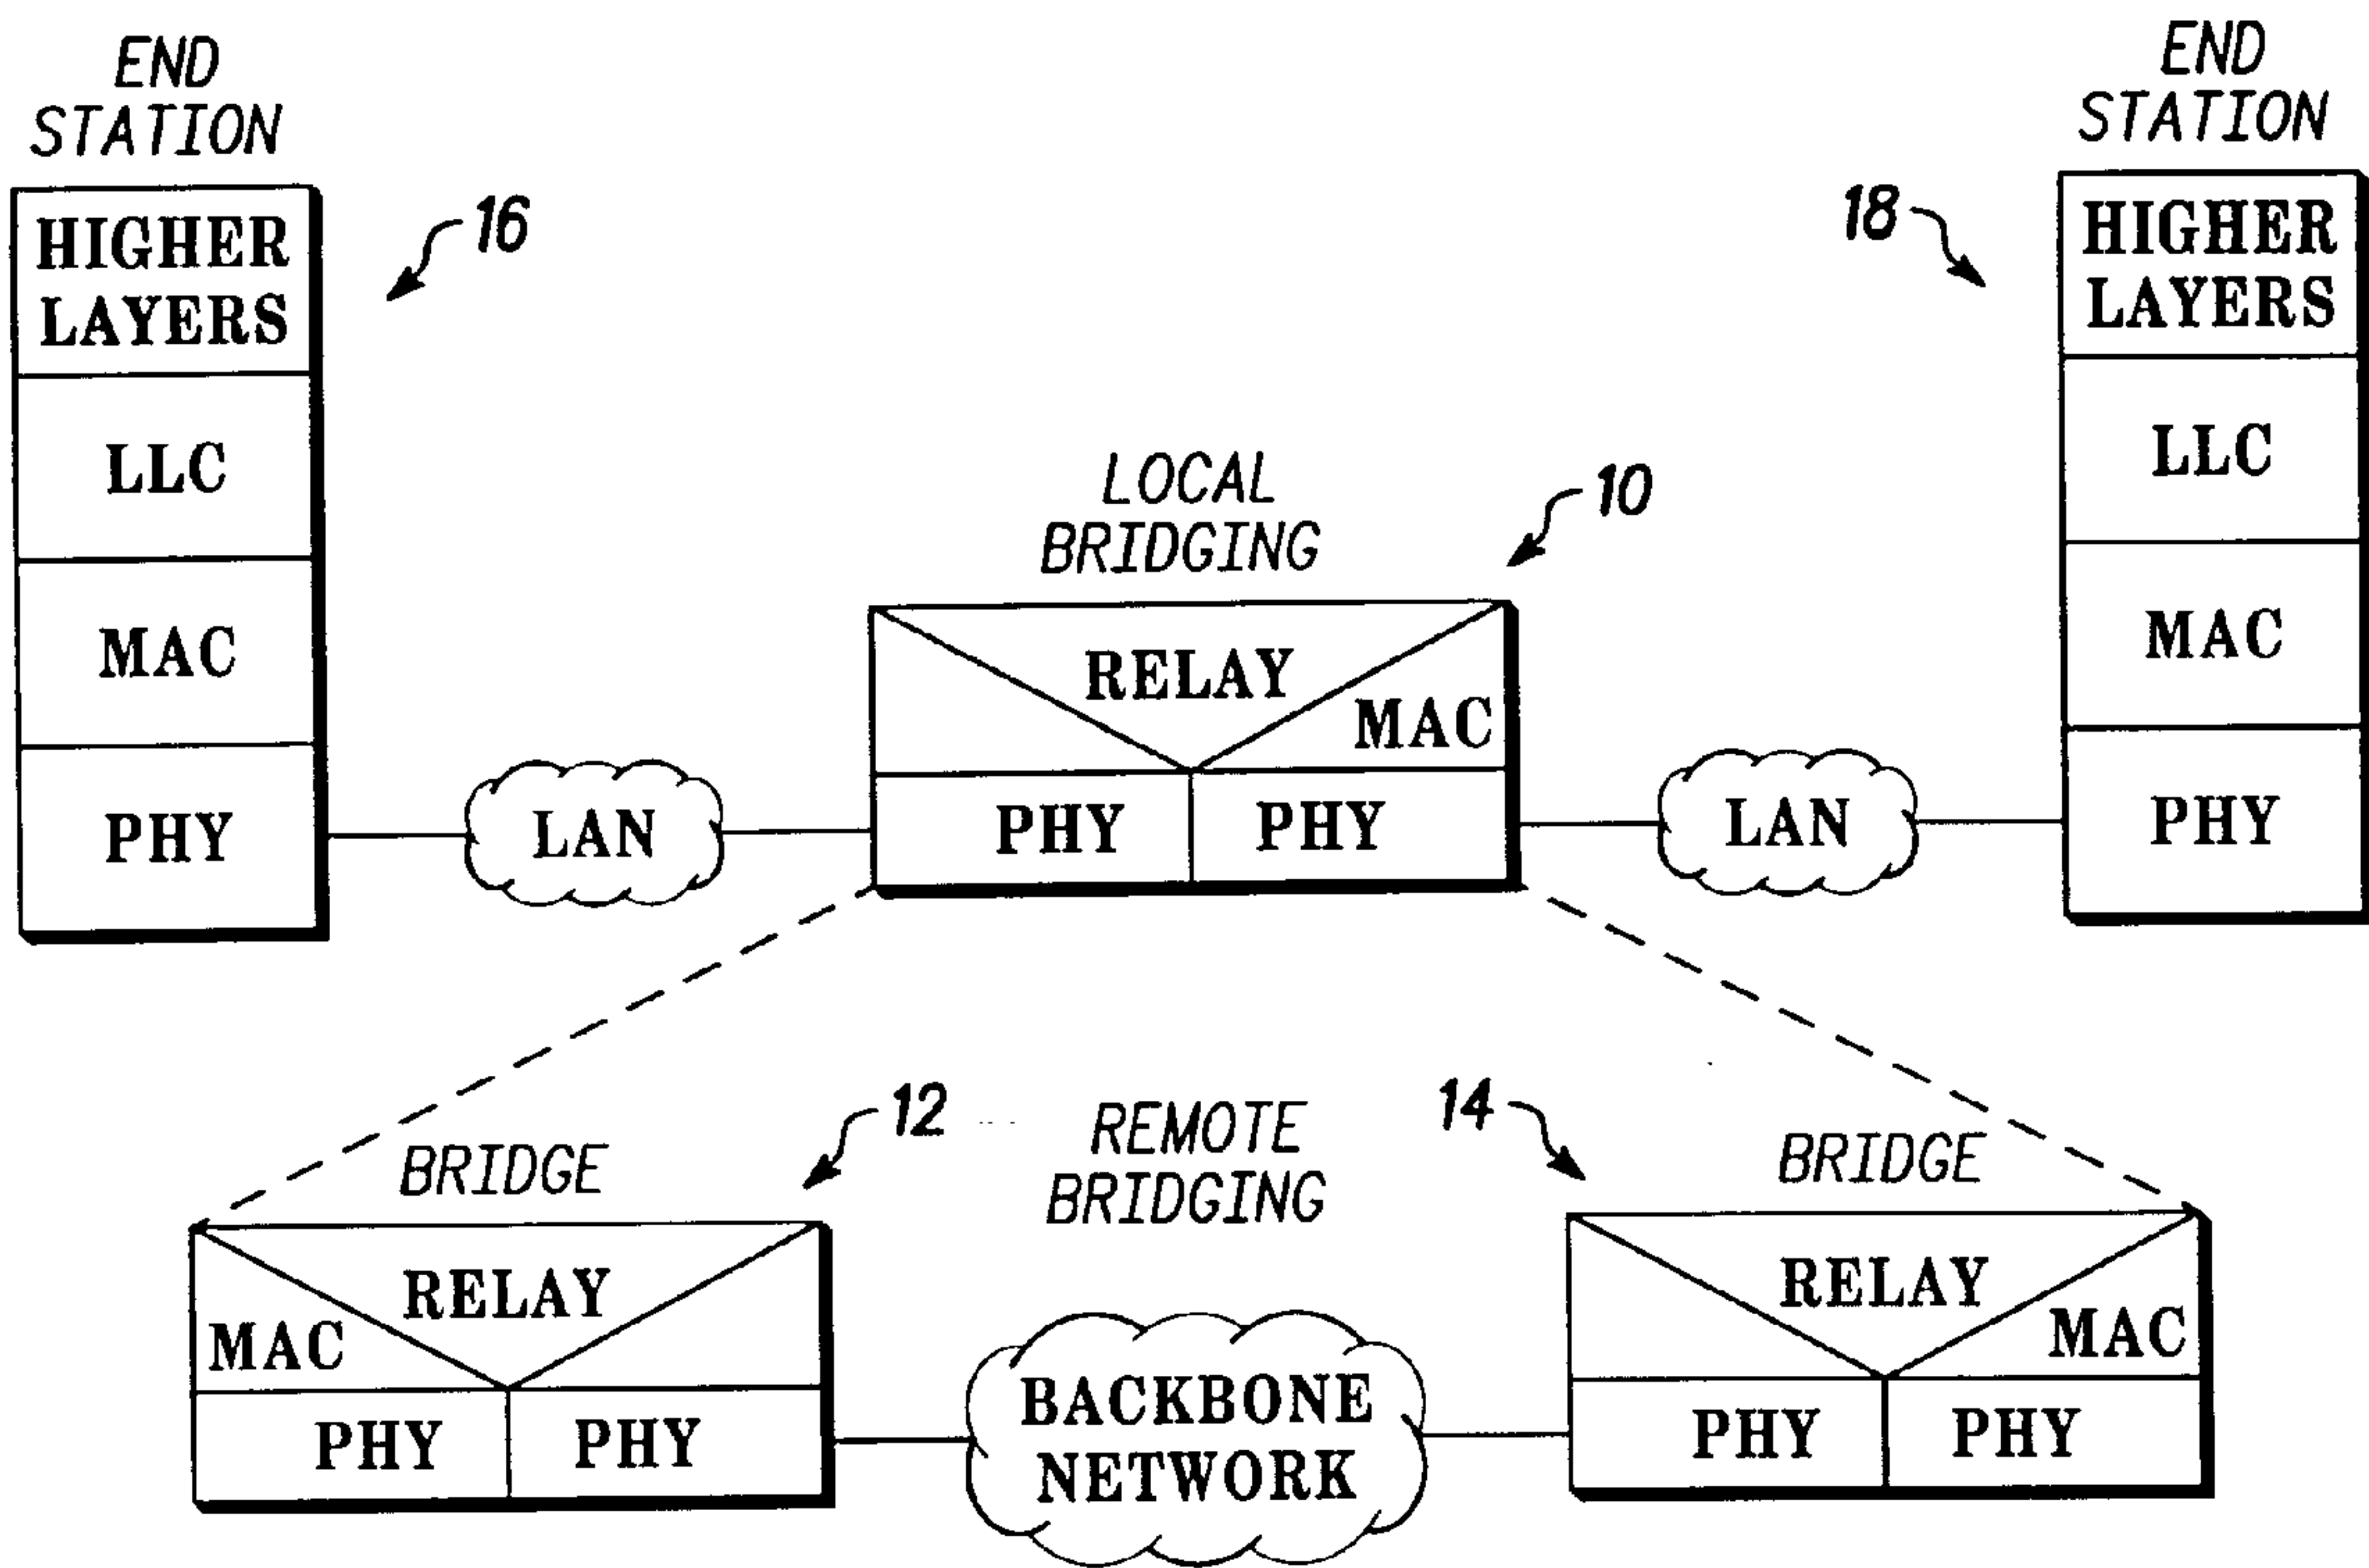 END
STATION
HIGHER
LAYERS
LLC
MAC
PHY
16
LAN
LOCAL
BRIDGING
10
RELAY
MAC
PHY
PHY
LAN
END
STATION
18
HIGHER
LAYERS
LLC
MAC
PHY
BRIDGE
12
RELAY
MAC
PHY
PHY
REMOTE
BRIDGING
BACKBONE
NETWORK
14
BRIDGE
RELAY
MAC
PHY
PHY